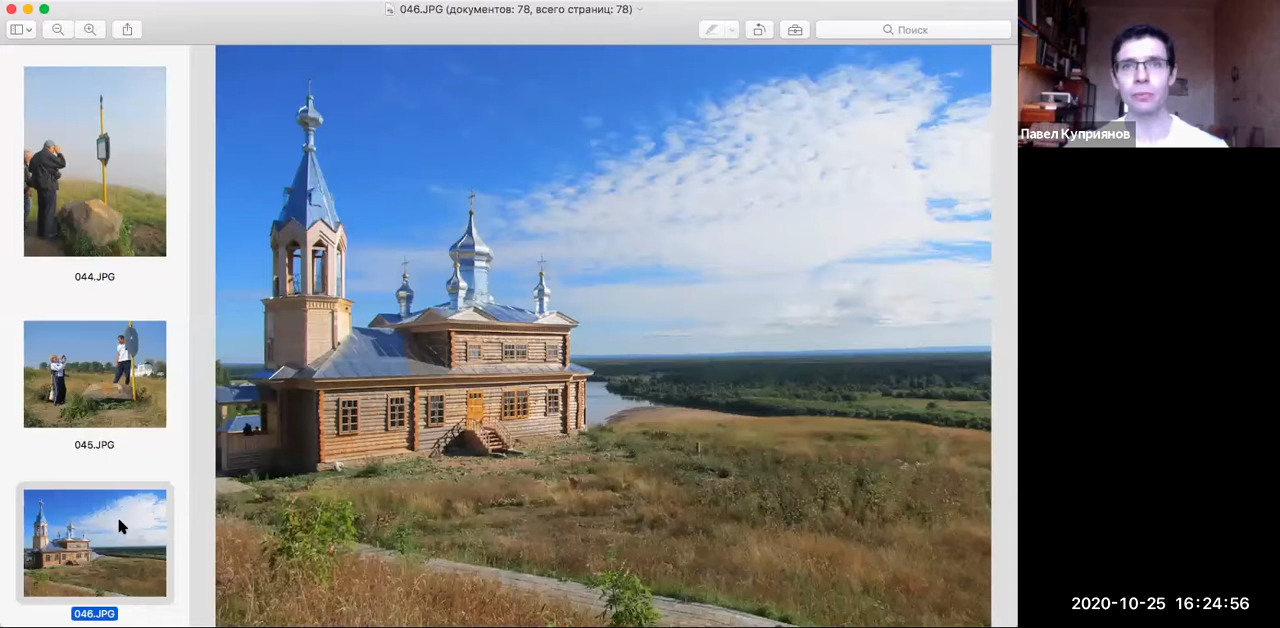 046.JPG (документов: 78, всего страниц: 78)
Поиск
044.JPG
045.JPG
046.JPG
Павел Куприянов
2020-10-25 16:24:56